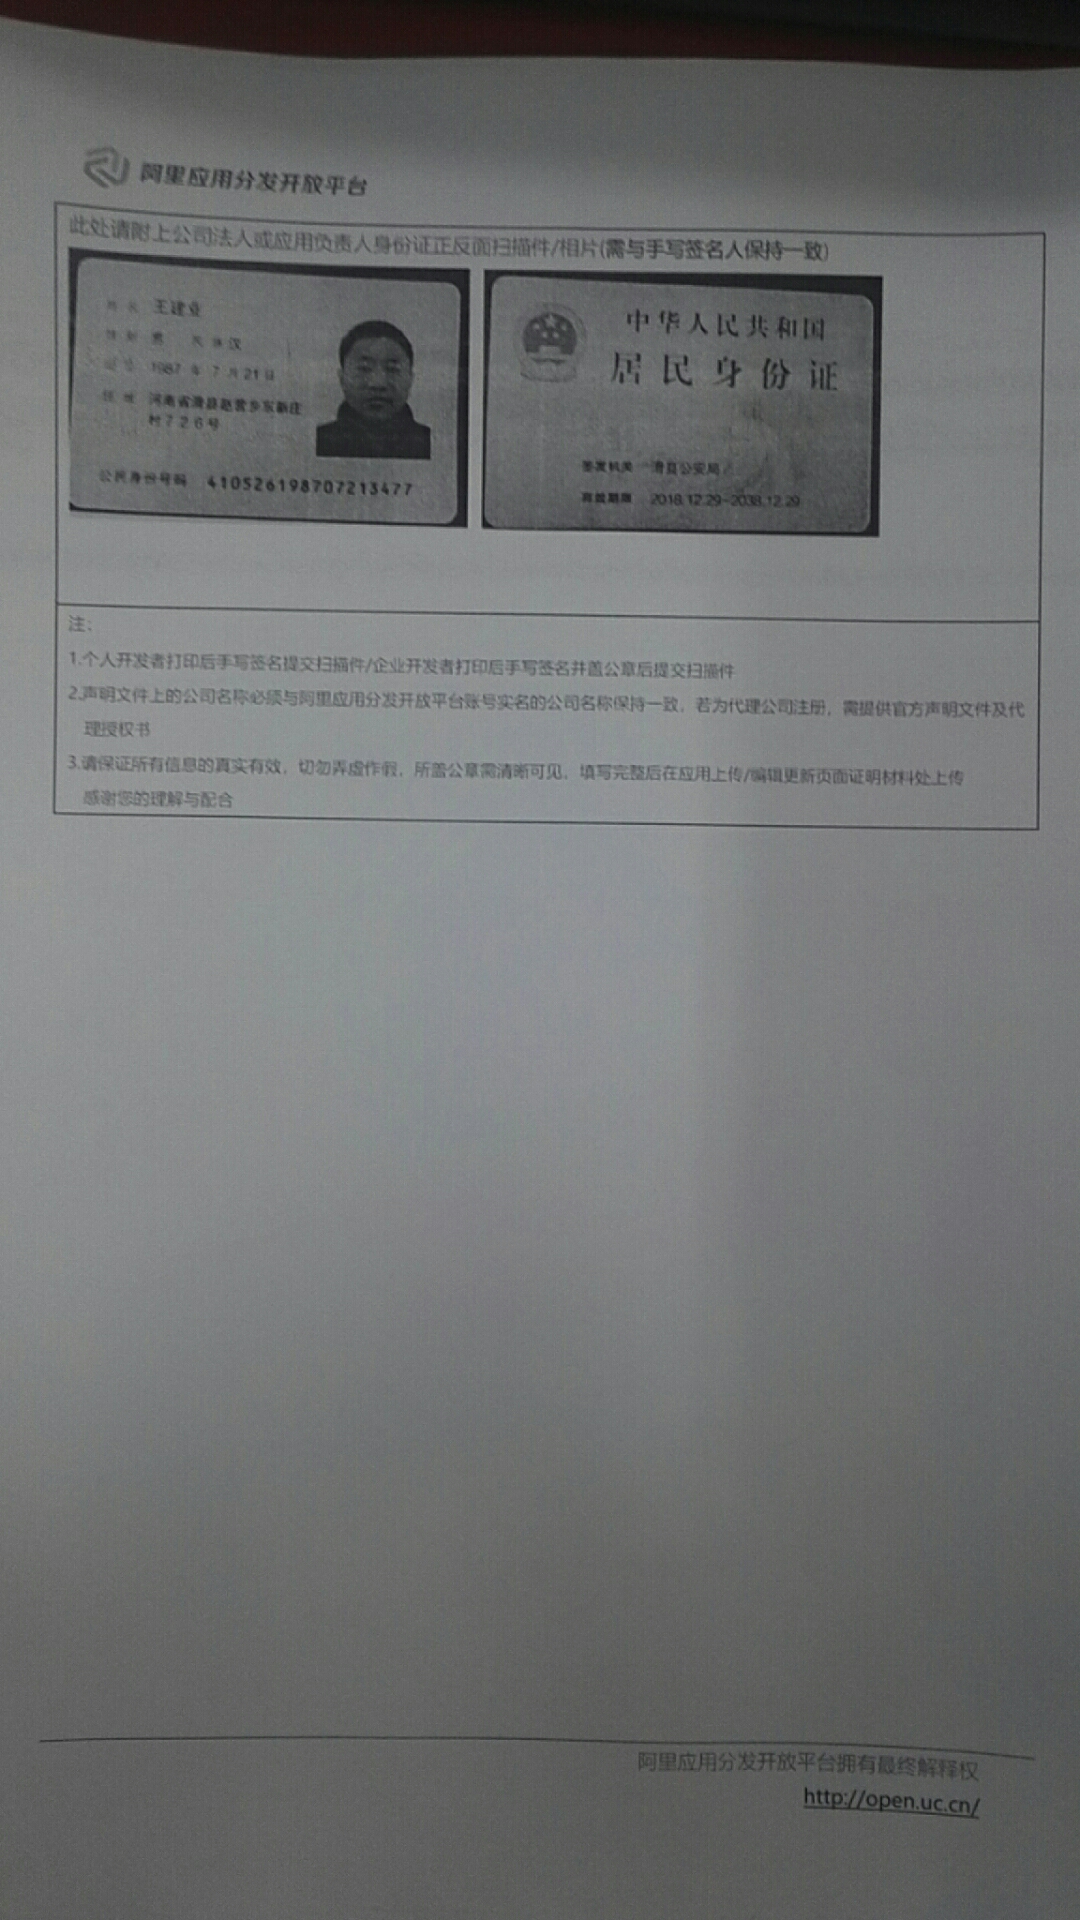 阿里应用分发开放平台
此处请附上公司法人或应用负责人身份证正反面扫描件/相片(需与手写签名人保持一致)
姓名 王建业
性别 男 民族汉
出生 1987 年 7 月 21 日
住址 河南省滑县赵营乡东新庄
村726号
公民身份号码 410526198707213477
中华人民共和国
居民身份证
签发机关 滑县公安局
有效期限 2018.12.29-2038.12.29
注:
1.个人开发者打印后手写签名提交扫描件/企业开发者打印后手写签名并盖公章后提交扫描件
2.声明文件上的公司名称必须与阿里应用分发开放平台账号实名的公司名称保持一致，若为代理公司注册，需提供官方声明文件及代
理授权书
3.请保证所有信息的真实有效，切勿弄虚作假，所盖公章需清晰可见，填写完整后在应用上传/编辑更新页面证明材料处上传
感谢您的理解与配合
阿里应用分发开放平台拥有最终解释权
http://open.uc.cn/